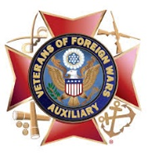 VETERANS OF FOREIGN WARS
AUXILIARY